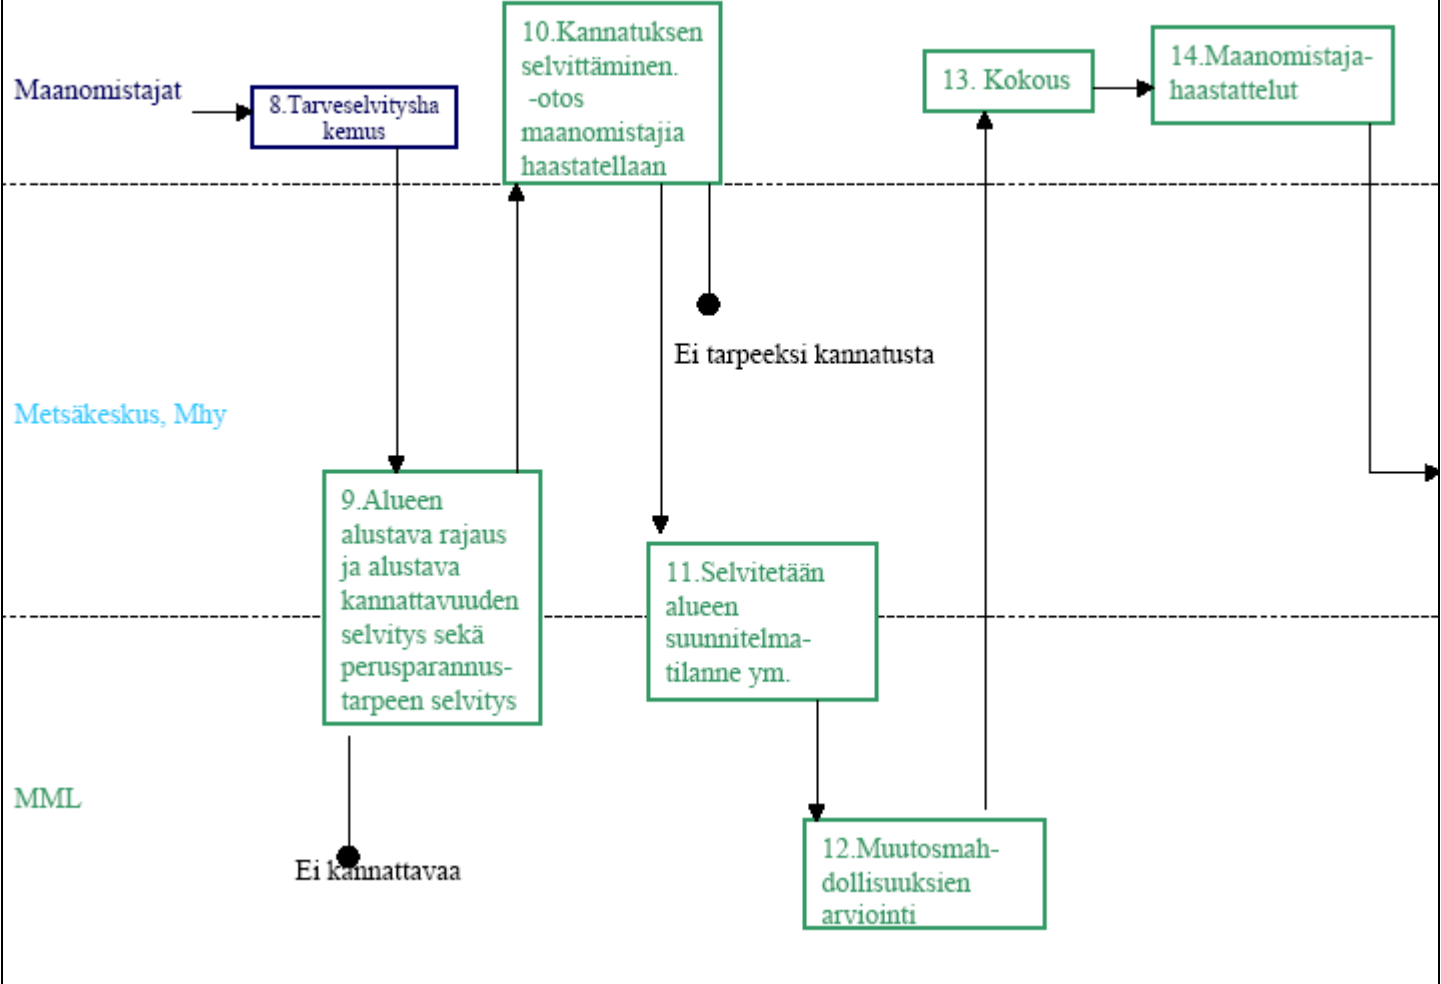 Maanomistajat
8.Tarveselvitysha
kemus
10.Kannatuksen
selvittäminen.
-otos
maanomistajia
haastatellaan
13. Kokous
14.Maanomistaja-
haastattelut
Ei tarpeeksi kannatusta
Metsäkeskus, Mhy
9.Alueen
alustava rajaus
ja alustava
kannattavuuden
selvitys sekä
perusparannus-
tarpeen selvitys
11.Selvitetään
alueen
suunnitelma-
tilanne ym.
MML
Ei kannattavaa
12.Muutosmah-
dollisuuksien
arviointi